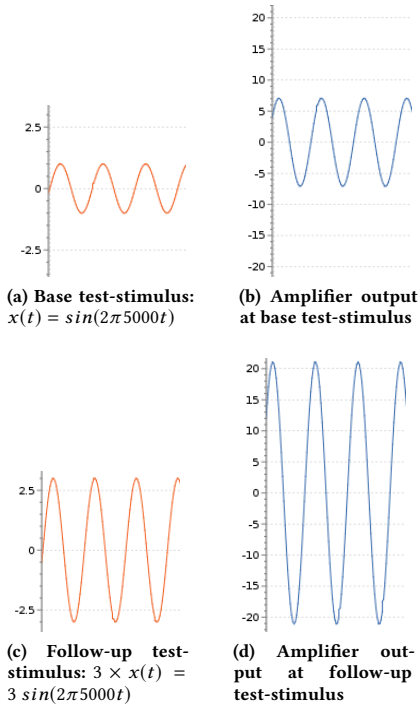 2.5
0
-2.5
20
15
10
5
0
-5
-10
-15
-20
(a) Base test-stimulus:
x(t) = sin(2π5000t)
(b) Amplifier output
at base test-stimulus
2.5
0
-2.5
20
15
10
5
0
-5
-10
-15
-20
(c) Follow-up test-
stimulus: 3 × x(t) =
3 sin(2π5000t)
(d) Amplifier out-
put at follow-up
test-stimulus